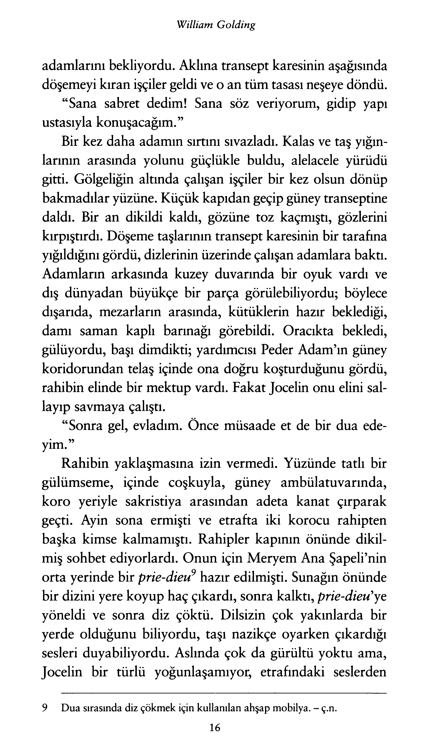 William Golding
adamlarını bekliyordu. Aklına transept karesinin aşağısında
döşemeyi kıran işçiler geldi ve o an tüm tasası neşeye döndü.
“Sana sabret dedim! Sana söz veriyorum, gidip yapı
ustasıyla konuşacağım.”
Bir kez daha adamın sırtını sıvazladı. Kalas ve taş yığın-
larının arasında yolunu güçlükle buldu, alelacele yürüdü
gitti. Gölgeliğin altında çalışan işçiler bir kez olsun dönüp
bakmadılar yüzüne. Küçük kapıdan geçip güney transeptine
daldı. Bir an dikildi kaldı, gözüne toz kaçmıştı, gözlerini
kırpıştırdı. Döşeme taşlarının transept karesinin bir tarafına
yığıldığını gördü, dizlerinin üzerinde çalışan adamlara baktı.
Adamların arkasında kuzey duvarında bir oyuk vardı ve
dış dünyadan büyükçe bir parça görülebiliyordu; böylece
dışarıda, mezarların arasında, kütüklerin hazır beklediği,
damı saman kaplı barınağı görebildi. Oracıkta bekledi,
gülüyordu, başı dimdikti; yardımcısı Peder Adam’ın güney
koridorundan telaş içinde ona doğru koşturduğunu gördü,
rahibin elinde bir mektup vardı. Fakat Jocelin onu elini sal-
layıp savmaya çalıştı.
“Sonra gel, evladım. Önce müsaade et de bir dua ede-
yim.”
Rahibin yaklaşmasına izin vermedi. Yüzünde tatlı bir
gülümseme, içinde coşkuyla, güney ambülatuvarında,
koro yeriyle sakristiya arasından adeta kanat çırparak
geçti. Ayin sona ermişti ve etrafta iki korocu rahipten
başka kimse kalmamıştı. Rahipler kapının önünde dikil-
miş sohbet ediyorlardı. Onun için Meryem Ana Şapeli’nin
orta yerinde bir prie-dieu⁹ hazır edilmişti. Sunağın önünde
bir dizini yere koyup haç çıkardı, sonra kalktı, prie-dieu’ye
yöneldi ve sonra diz çöktü. Dilsizin çok yakınlarda bir
yerde olduğunu biliyordu, taşı nazikçe oyarken çıkardığı
sesleri duyabiliyordu. Aslında çok da gürültü yoktu ama,
Jocelin bir türlü yoğunlaşamıyor, etrafındaki seslerden
9 Dua sırasında diz çökmek için kullanılan ahşap mobilya. – ç.n.
16